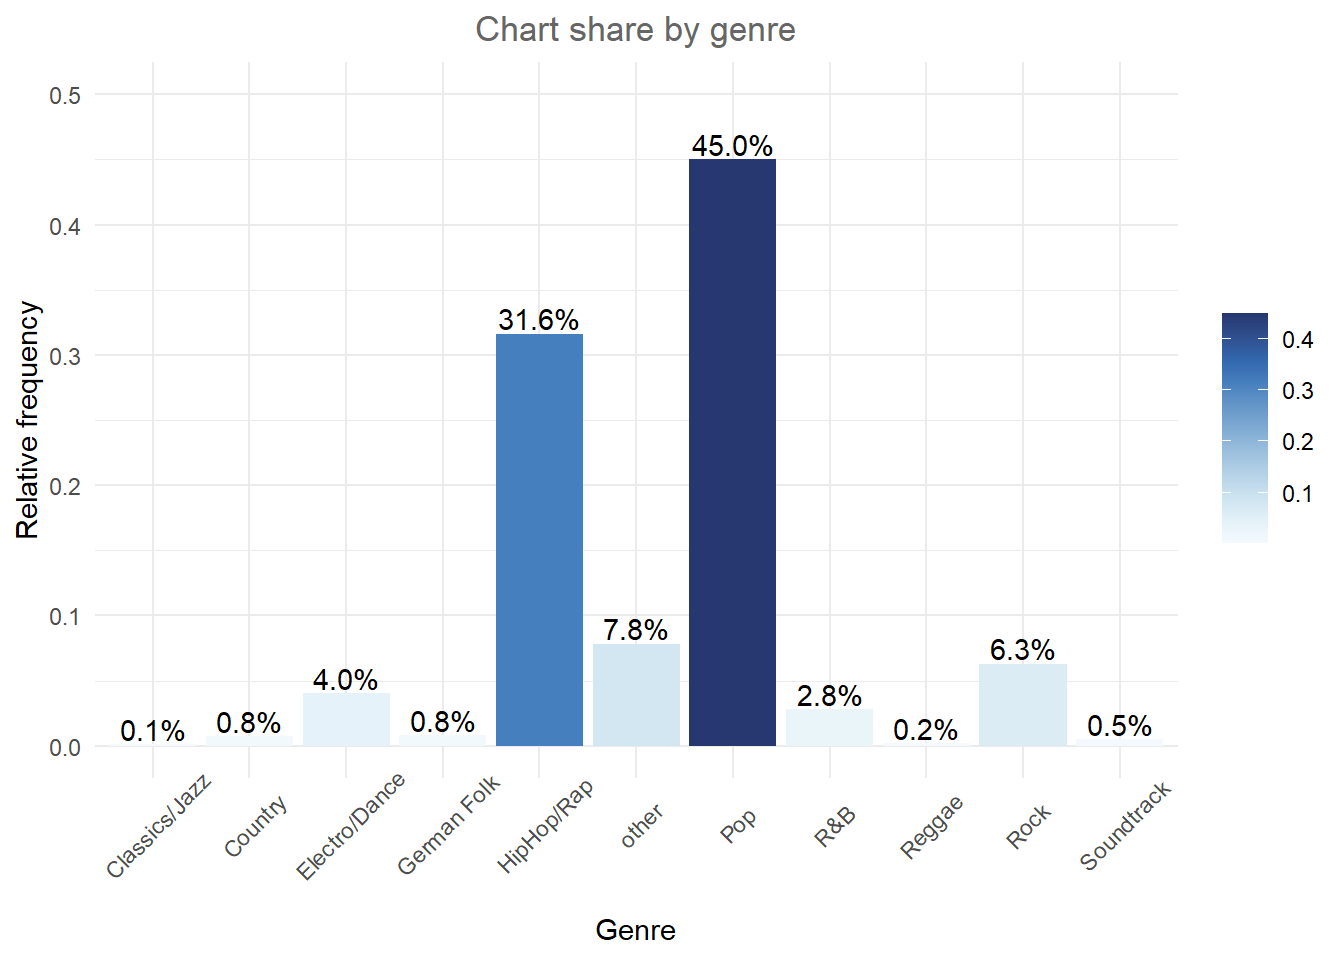 Chart share by genre
Relative frequency
0.5
0.4
0.3
0.2
0.1
0.0
0.1%
0.8%
4.0%
0.8%
31.6%
7.8%
45.0%
2.8%
0.2%
6.3%
0.5%
Classics/Jazz
Country
Electro/Dance
German Folk
HipHop/Rap
other
Pop
R&B
Reggae
Rock
Soundtrack
Genre
0.4
0.3
0.2
0.1